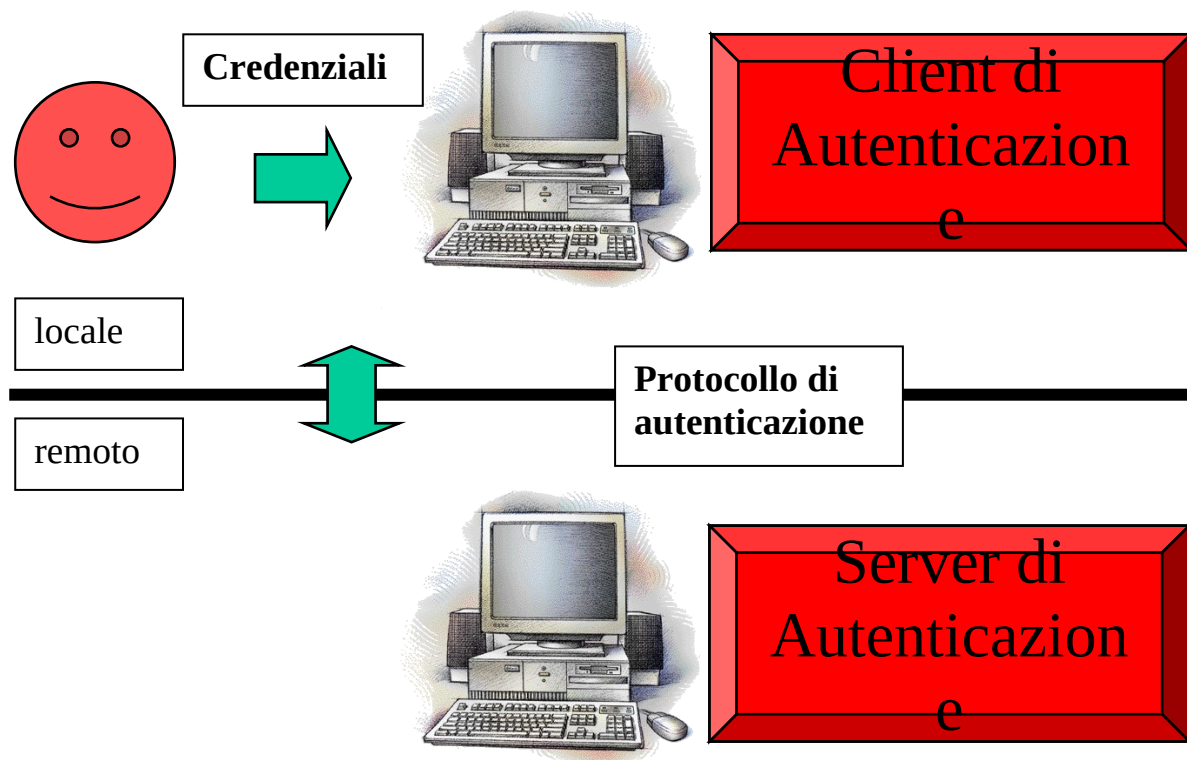 Credenziali
Client di
Autenticazion
e
locale
Protocollo di
autenticazione
remoto
Server di
Autenticazion
e